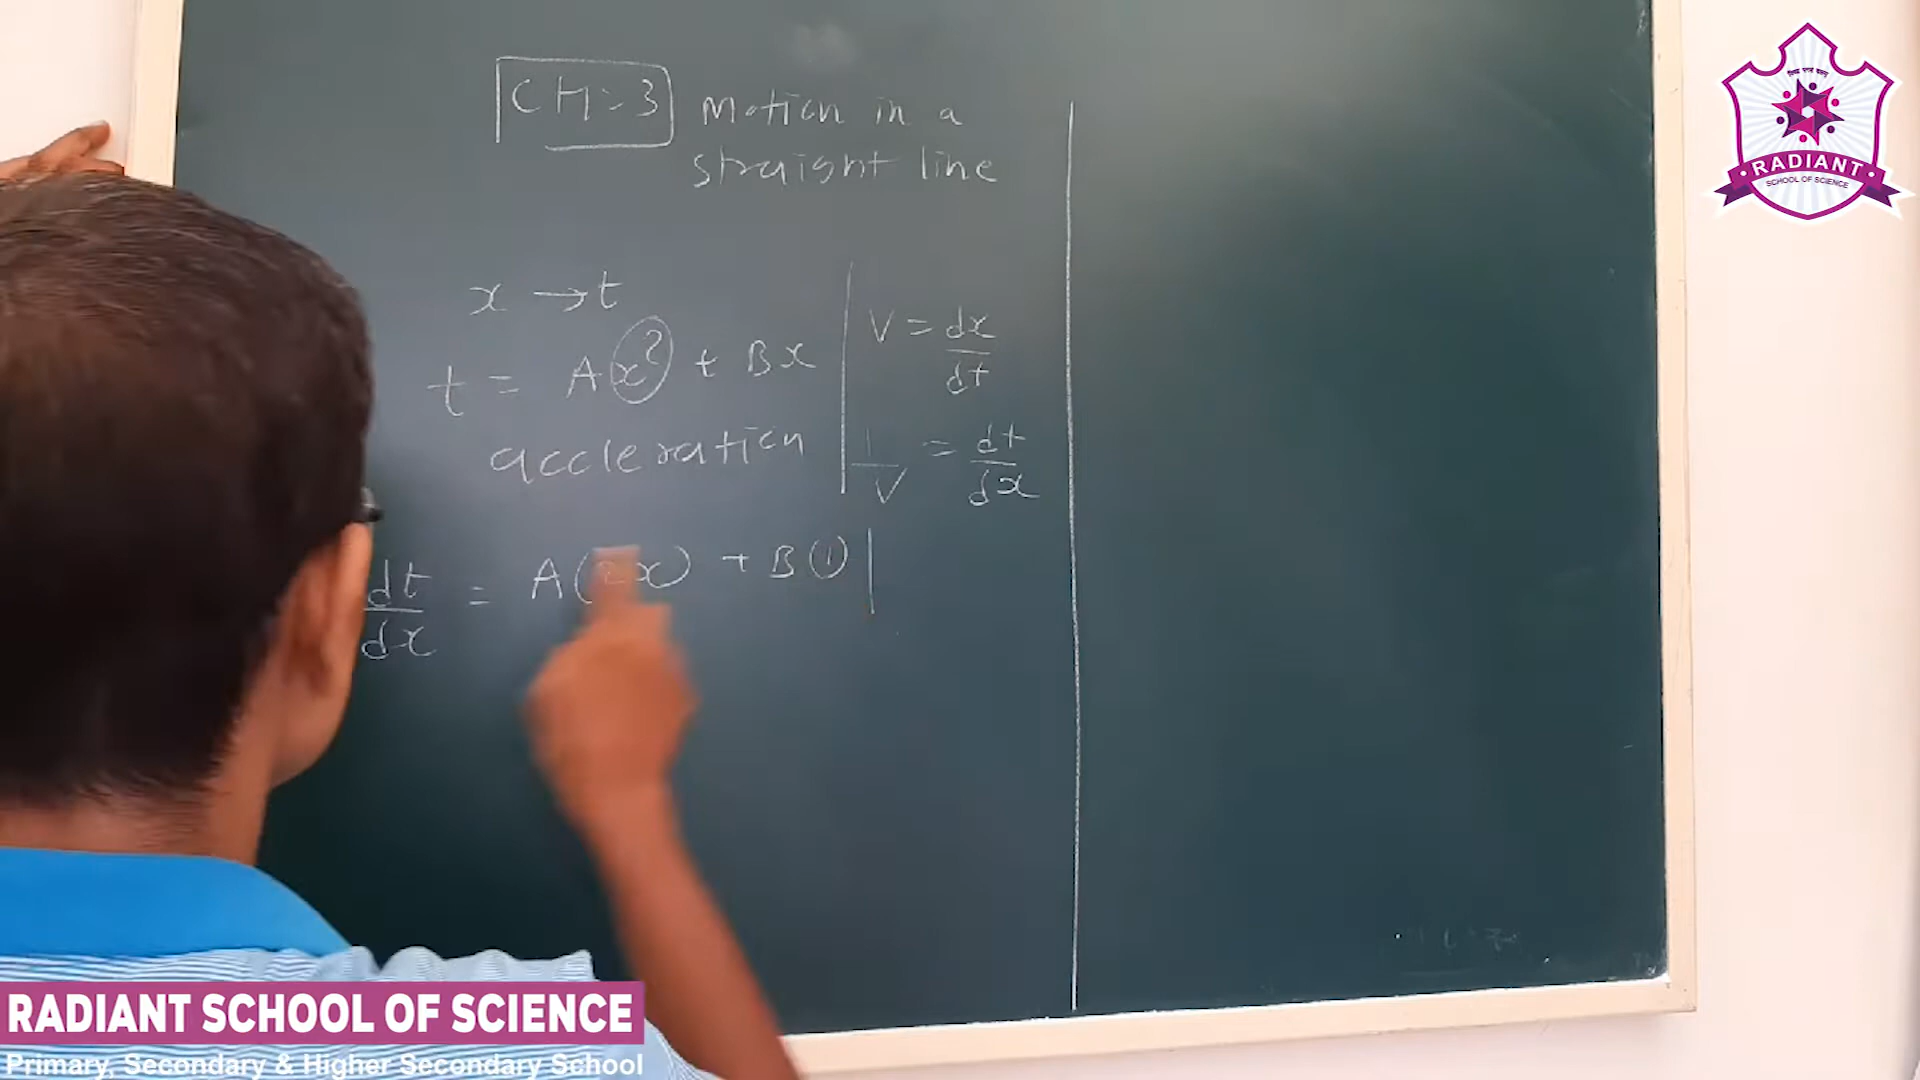 CH:3 Motion in a
straight line
x → t
t = Ax² + Bx
accleration
V = dx/dt
1/V = dt/dx
dt/dx = A(2x) + B(1)
RADIANT
SCHOOL OF SCIENCE
RADIANT SCHOOL OF SCIENCE
Primary, Secondary & Higher Secondary School